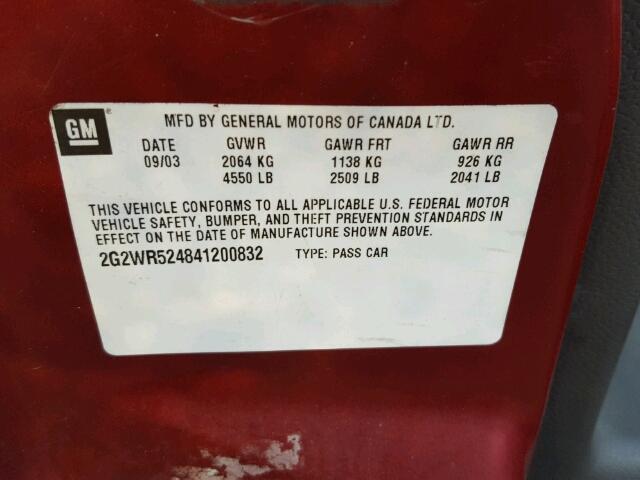 GM
MFD BY GENERAL MOTORS OF CANADA LTD.
DATE GVWR GAWR FRT GAWR RR
09/03 2064 KG 1138 KG 926 KG
4550 LB 2509 LB 2041 LB
THIS VEHICLE CONFORMS TO ALL APPLICABLE U.S. FEDERAL MOTOR
VEHICLE SAFETY, BUMPER, AND THEFT PREVENTION STANDARDS IN
EFFECT ON THE DATE OF MANUFACTURE SHOWN ABOVE.
2G2WR524841200832 TYPE: PASS CAR